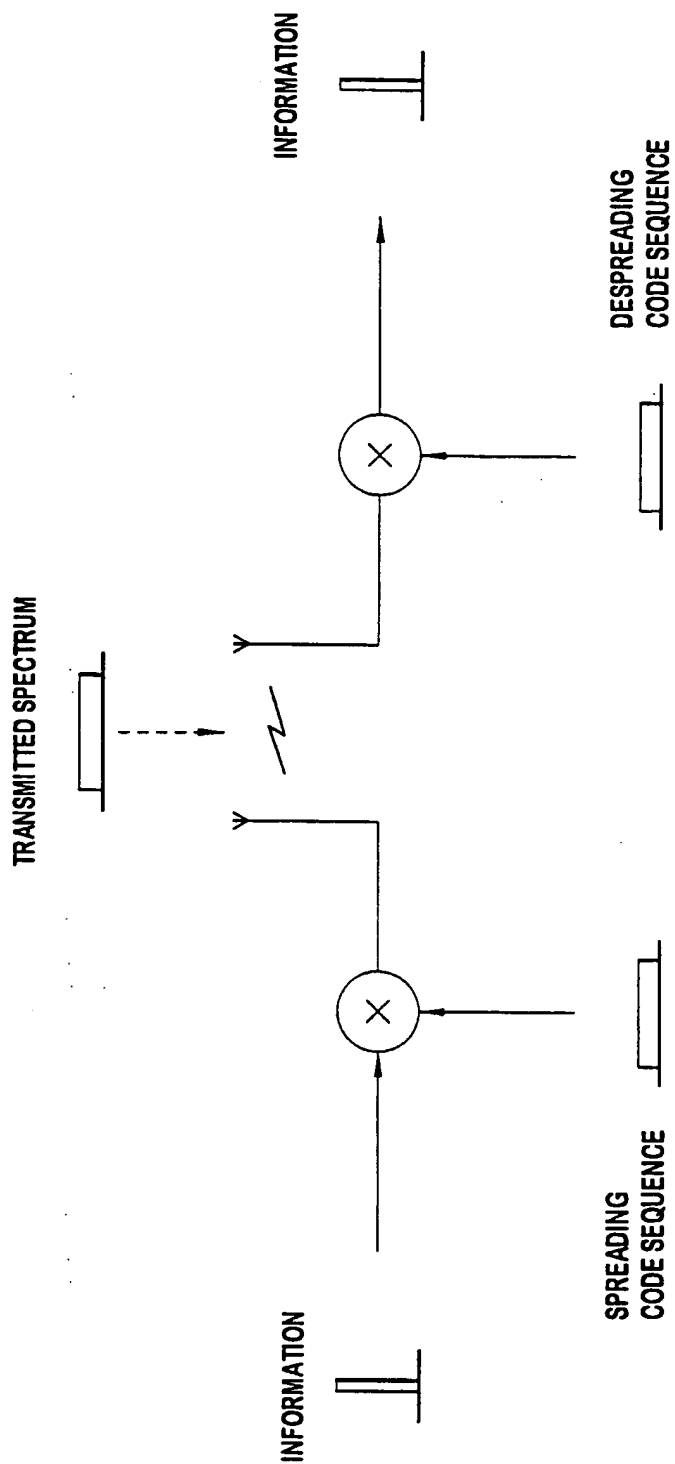 TRANSMITTED SPECTRUM
INFORMATION
INFORMATION
SPREADING
CODE SEQUENCE
DESPREADING
CODE SEQUENCE